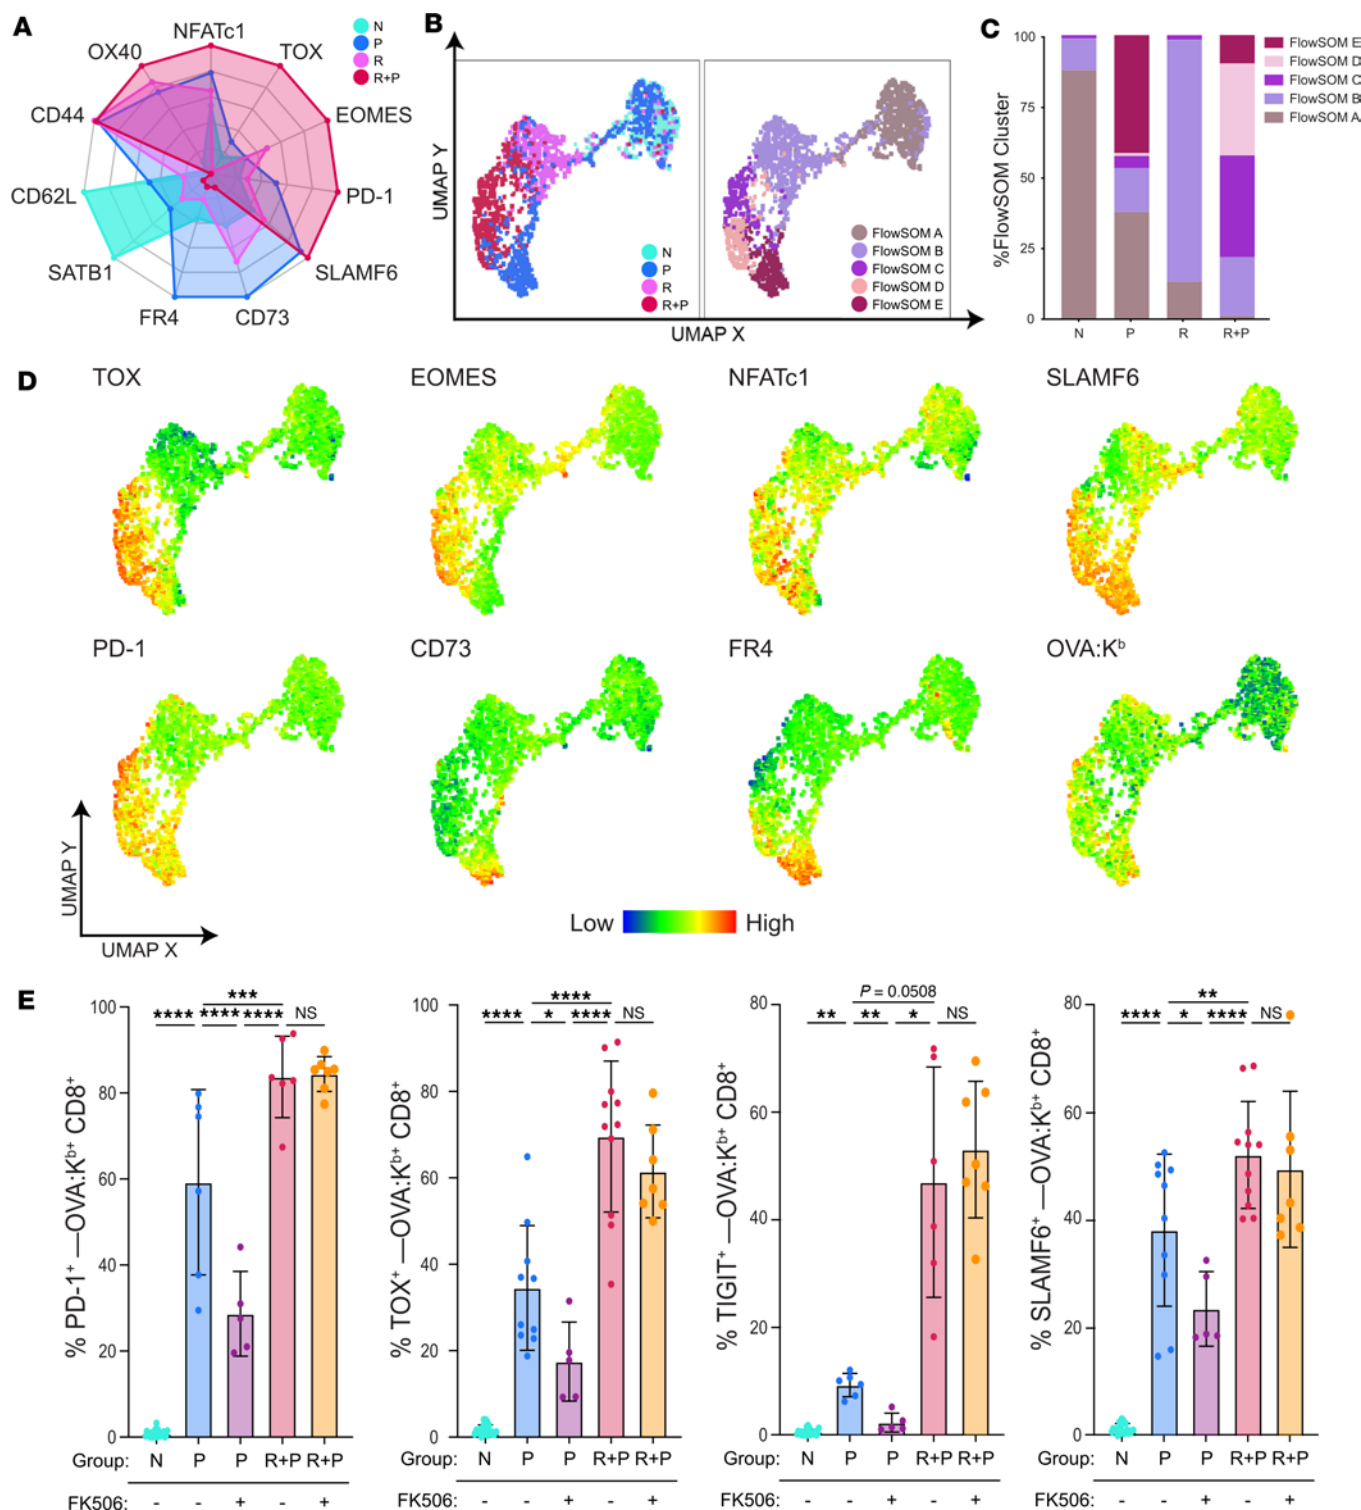 A
NFATc1
OX40
TOX
CD44
EOMES
CD62L
PD-1
SATB1
SLAMF6
FR4
CD73
N
P
R
R+P
B
UMAP Y
N
P
R
R+P
FlowSOM A
FlowSOM B
FlowSOM C
FlowSOM D
FlowSOM E
UMAP X
C
%FlowSOM Cluster
100
75
50
25
0
N
P
R
R+P
FlowSOM E
FlowSOM D
FlowSOM C
FlowSOM B
FlowSOM A
D
TOX
EOMES
NFATc1
SLAMF6
PD-1
CD73
FR4
OVA:Kᵇ
UMAP Y
UMAP X
Low
High
E
% PD-1⁺ —OVA:Kᵇ⁺ CD8⁺
100
80
60
40
20
0
***
**** **** **** NS
Group: N P P R+P R+P
FK506: - - + - +
% TOX⁺ —OVA:Kᵇ⁺ CD8⁺
100
80
60
40
20
0
****
**** * **** NS
N P P R+P R+P
- - + - +
% TIGIT⁺ —OVA:Kᵇ⁺ CD8⁺
80
60
40
20
0
P = 0.0508
** ** * NS
Group: N P P R+P R+P
FK506: - - + - +
% SLAMF6⁺ —OVA:Kᵇ⁺ CD8⁺
80
60
40
20
0
**
**** * **** NS
N P P R+P R+P
- - + - +